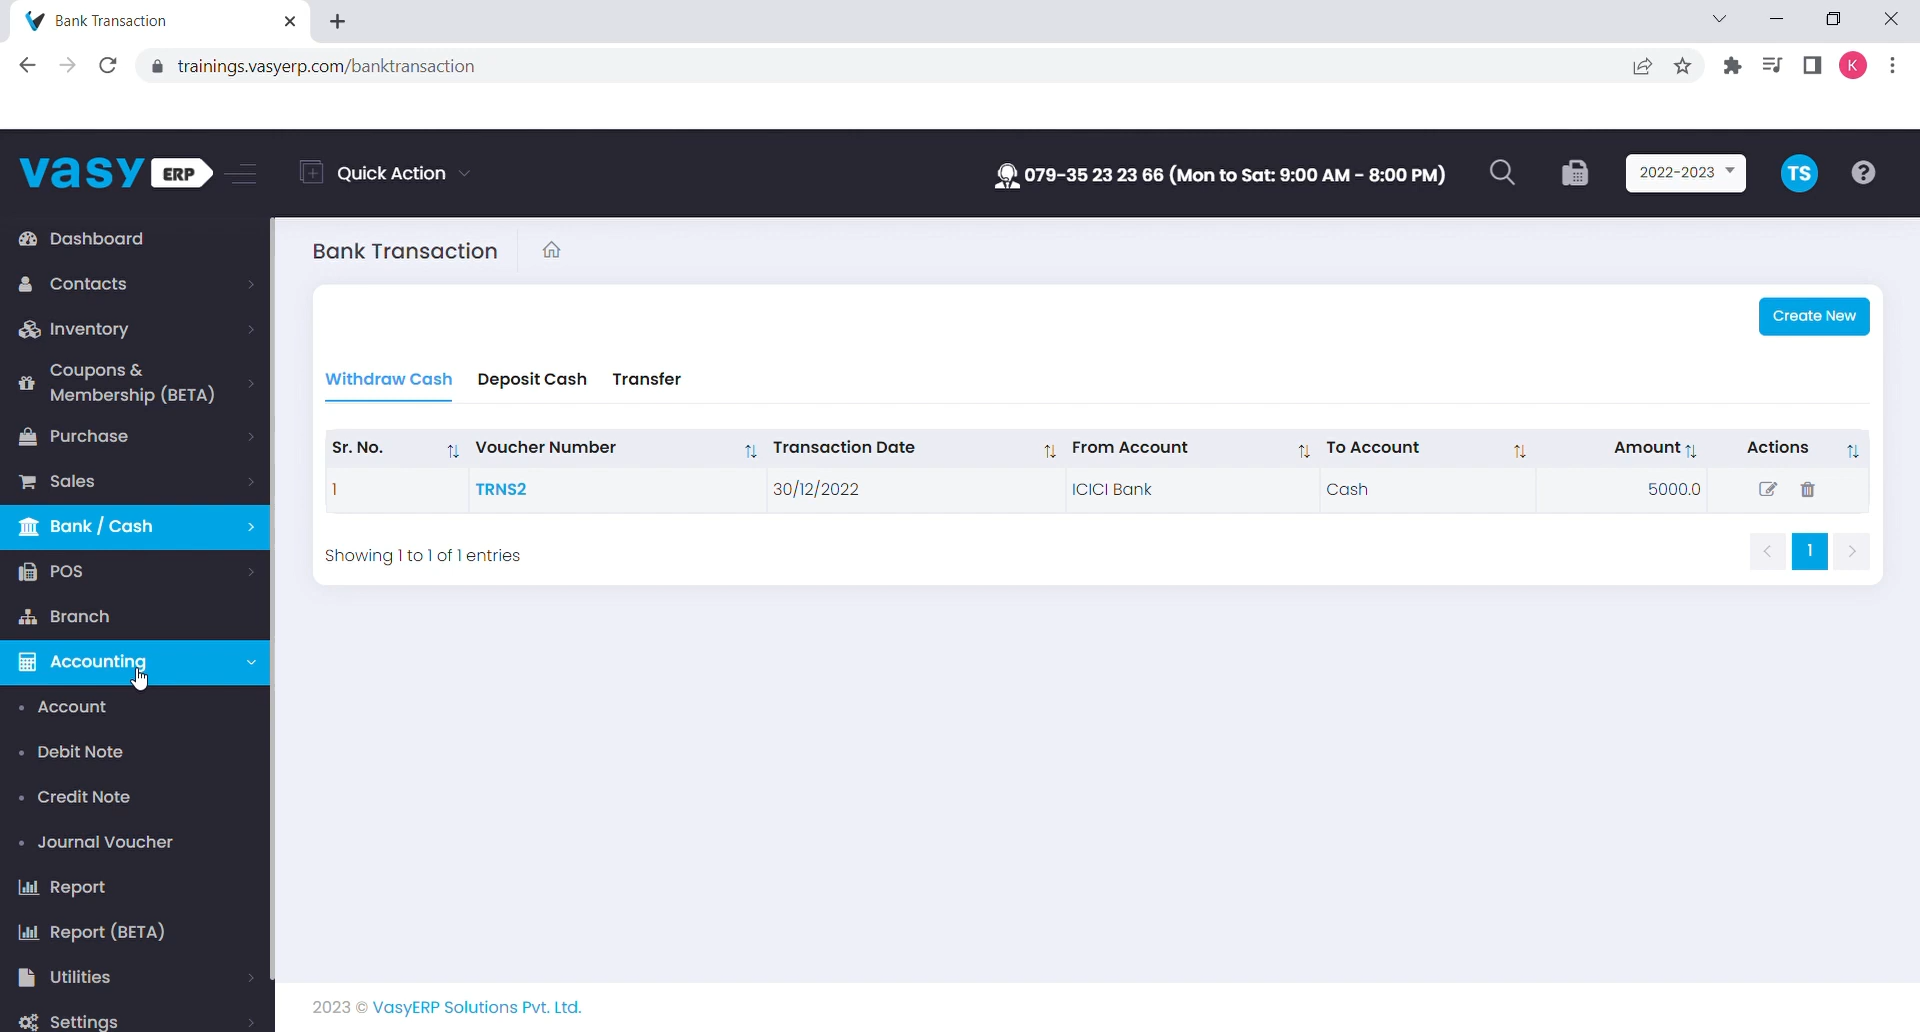 Bank Transaction
trainings.vasyerp.com/banktransaction
K
vasy ERP
Quick Action
079-35 23 23 66 (Mon to Sat: 9:00 AM - 8:00 PM)
2022-2023
TS
?
Dashboard
Contacts
Inventory
Coupons &
Membership (BETA)
Purchase
Sales
Bank / Cash
POS
Branch
Accounting
Account
Debit Note
Credit Note
Journal Voucher
Report
Report (BETA)
Utilities
Settings
Bank Transaction
Create New
Withdraw Cash Deposit Cash Transfer
Sr. No. Voucher Number Transaction Date From Account To Account Amount Actions
1 TRNS2 30/12/2022 ICICI Bank Cash 5000.0
Showing 1 to 1 of 1 entries
< 1 >
2023 © VasyERP Solutions Pvt. Ltd.